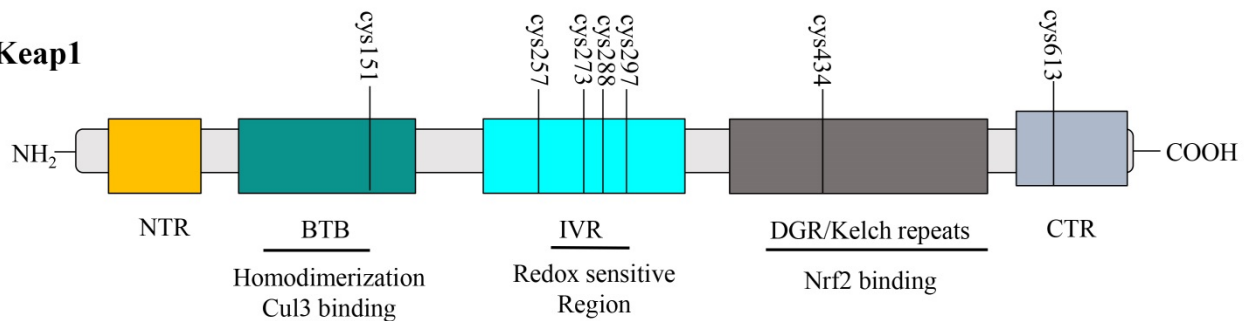 Keap1
cys151
cys257
cys273
cys288
cys297
cys434
cys613
NH2
COOH
NTR
BTB
IVR
DGR/Kelch repeats
CTR
Homodimerization
Cul3 binding
Redox sensitive
Region
Nrf2 binding